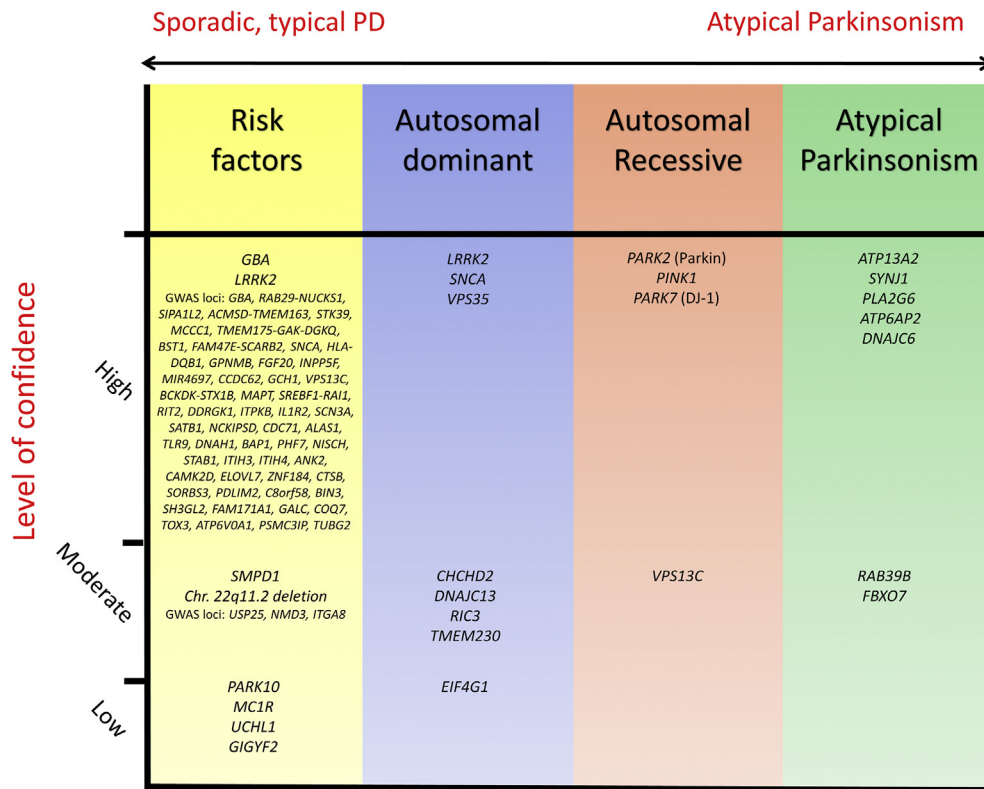 Sporadic, typical PD
Atypical Parkinsonism
Risk
factors
Autosomal
dominant
Autosomal
Recessive
Atypical
Parkinsonism
Level of confidence
High
GBA
LRRK2
GWAS loci: GBA, RAB29-NUCKS1,
SIPA1L2, ACMSD-TMEM163, STK39,
MCCC1, TMEM175-GAK-DGKQ,
BST1, FAM47E-SCARB2, SNCA, HLA-
DQB1, GPNMB, FGF20, INPP5F,
MIR4697, CCDC62, GCH1, VPS13C,
BCKDK-STX1B, MAPT, SREBF1-RAI1,
RIT2, DDRGK1, ITPKB, IL1R2, SCN3A,
SATB1, NCKIPSD, CDC71, ALAS1,
TLR9, DNAH1, BAP1, PHF7, NISCH,
STAB1, ITIH3, ITIH4, ANK2,
CAMK2D, ELOVL7, ZNF184, CTSB,
SORBS3, PDLIM2, C8orf58, BIN3,
SH3GL2, FAM171A1, GALC, COQ7,
TOX3, ATP6V0A1, PSMC3IP, TUBG2
LRRK2
SNCA
VPS35
PARK2 (Parkin)
PINK1
PARK7 (DJ-1)
ATP13A2
SYNJ1
PLA2G6
ATP6AP2
DNAJC6
Moderate
SMPD1
Chr. 22q11.2 deletion
GWAS loci: USP25, NMD3, ITGA8
CHCHD2
DNAJC13
RIC3
TMEM230
VPS13C
RAB39B
FBXO7
Low
PARK10
MC1R
UCHL1
GIGYF2
EIF4G1